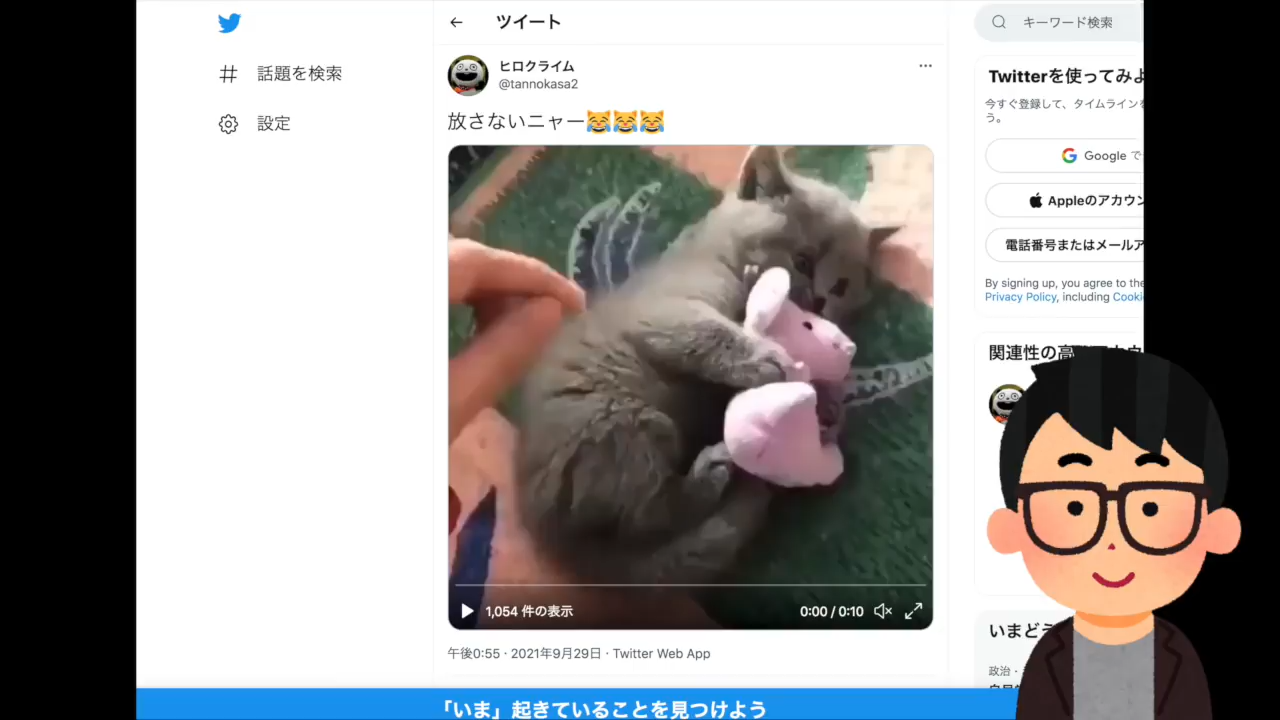 ツイート
キーワード検索
話題を検索
設定
ヒロクライム
@tannokasa2
放さないニャー😹😹😹
1,054 件の表示
0:00 / 0:10
午後0:55 · 2021年9月29日 · Twitter Web App
Twitterを使ってみよ
今すぐ登録して、タイムラインを
う。
Google で
Appleのアカウン
電話番号またはメールア
By signing up, you agree to the
Privacy Policy, including Cooki
関連性の高
いまどう
政治 ·
「いま」起きていることを見つけよう